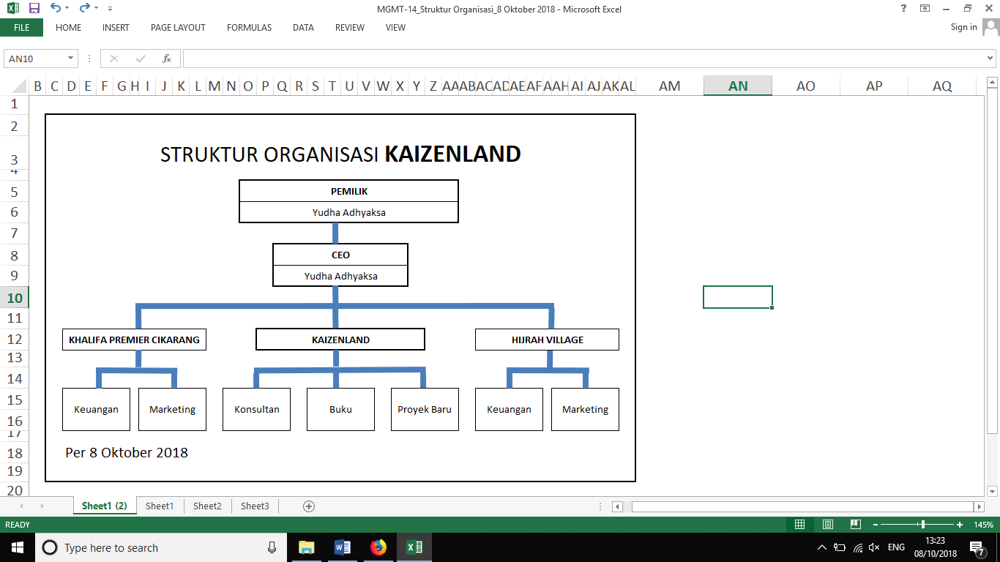 MGMT-14_Struktur Organisasi_8 Oktober 2018 - Microsoft Excel
FILE HOME INSERT PAGE LAYOUT FORMULAS DATA REVIEW VIEW Sign in
AN10 fx
B C D E F G H I J K L M N O P Q R S T U V W X Y Z AA AB AC AD AE AF AG AH AI AJ AK AL AM AN AO AP AQ
1
2
3
4
5
6
7
8
9
10
11
12
13
14
15
16
17
18
19
20
STRUKTUR ORGANISASI KAIZENLAND
PEMILIK
Yudha Adhyaksa
CEO
Yudha Adhyaksa
KHALIFA PREMIER CIKARANG KAIZENLAND HIJRAH VILLAGE
Keuangan Marketing Konsultan Buku Proyek Baru Keuangan Marketing
Per 8 Oktober 2018
Sheet1 (2) Sheet1 Sheet2 Sheet3
READY 145%
Type here to search ENG 13:23
08/10/2018 7